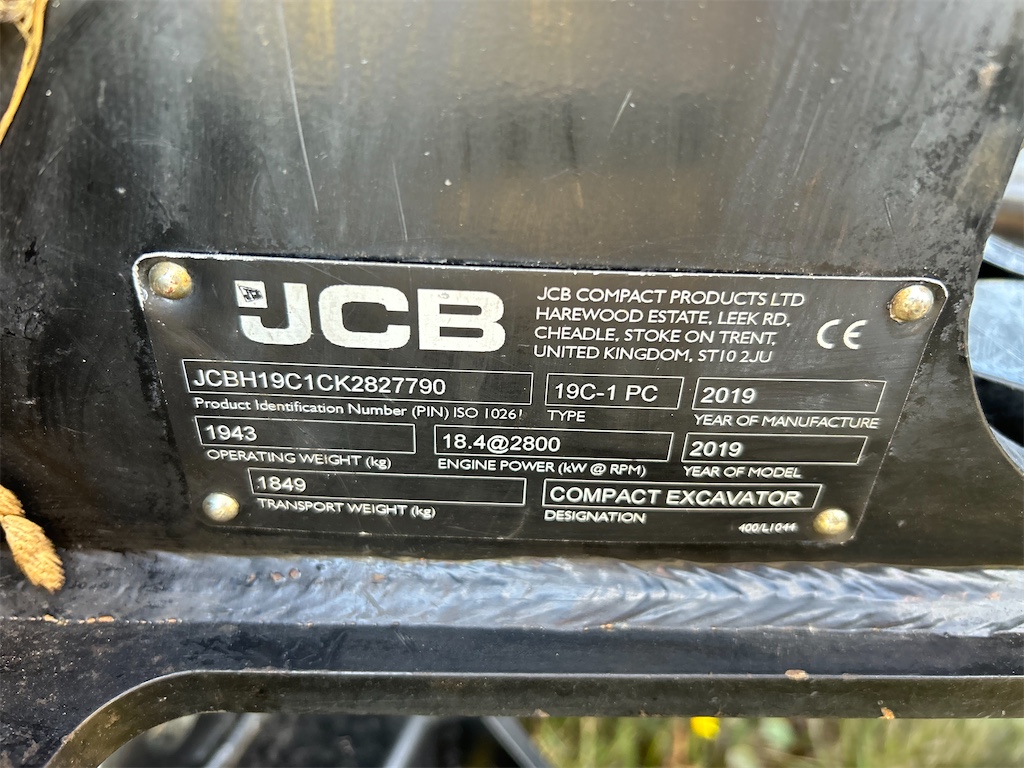 JCB
JCB COMPACT PRODUCTS LTD
HAREWOOD ESTATE, LEEK RD,
CHEADLE, STOKE ON TRENT,
UNITED KINGDOM, ST10 2JU
CE
JCBH19C1CK2827790
Product Identification Number (PIN) ISO 10261
19C-1 PC
TYPE
2019
YEAR OF MANUFACTURE
1943
OPERATING WEIGHT (kg)
18.4@2800
ENGINE POWER (kW @ RPM)
2019
YEAR OF MODEL
1849
TRANSPORT WEIGHT (kg)
COMPACT EXCAVATOR
DESIGNATION
400/L1044